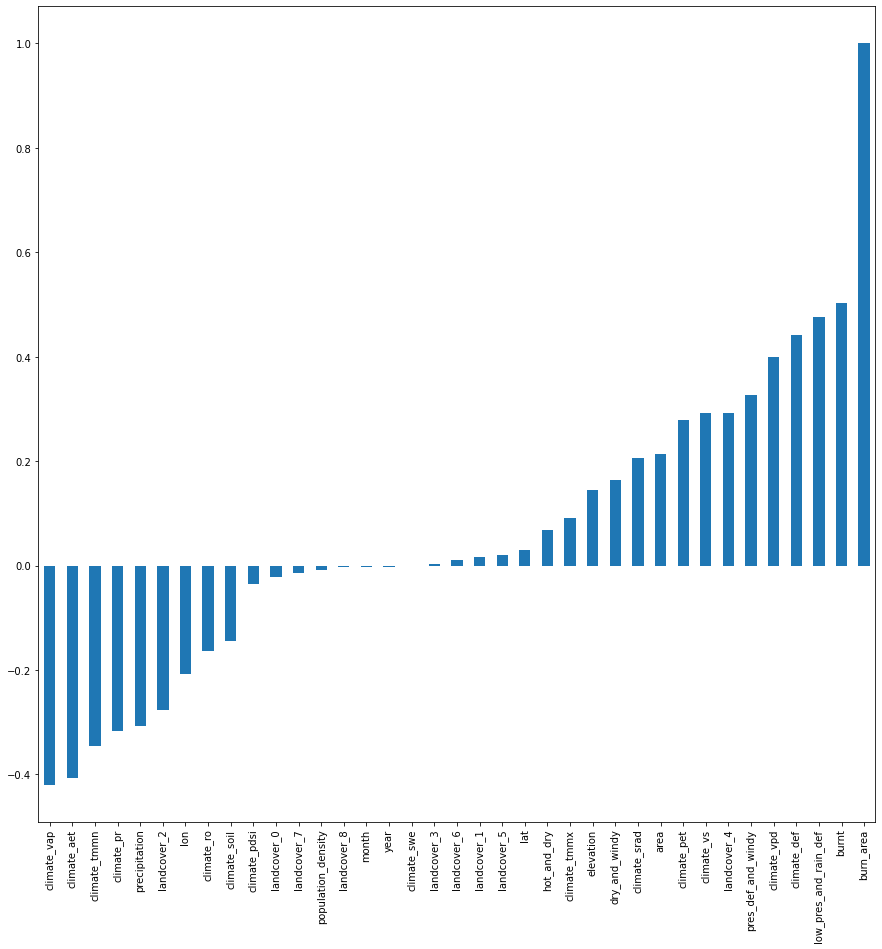 1.0
0.8
0.6
0.4
0.2
0.0
−0.2
−0.4
climate_vap
climate_aet
climate_tmmn
climate_pr
precipitation
landcover_2
lon
climate_ro
climate_soil
climate_pdsi
landcover_0
landcover_7
population_density
landcover_8
month
year
climate_swe
landcover_3
landcover_6
landcover_1
landcover_5
lat
hot_and_dry
climate_tmmx
elevation
dry_and_windy
climate_srad
area
climate_pet
climate_vs
landcover_4
pres_def_and_windy
climate_vpd
climate_def
low_pres_and_rain_def
burnt
burn_area